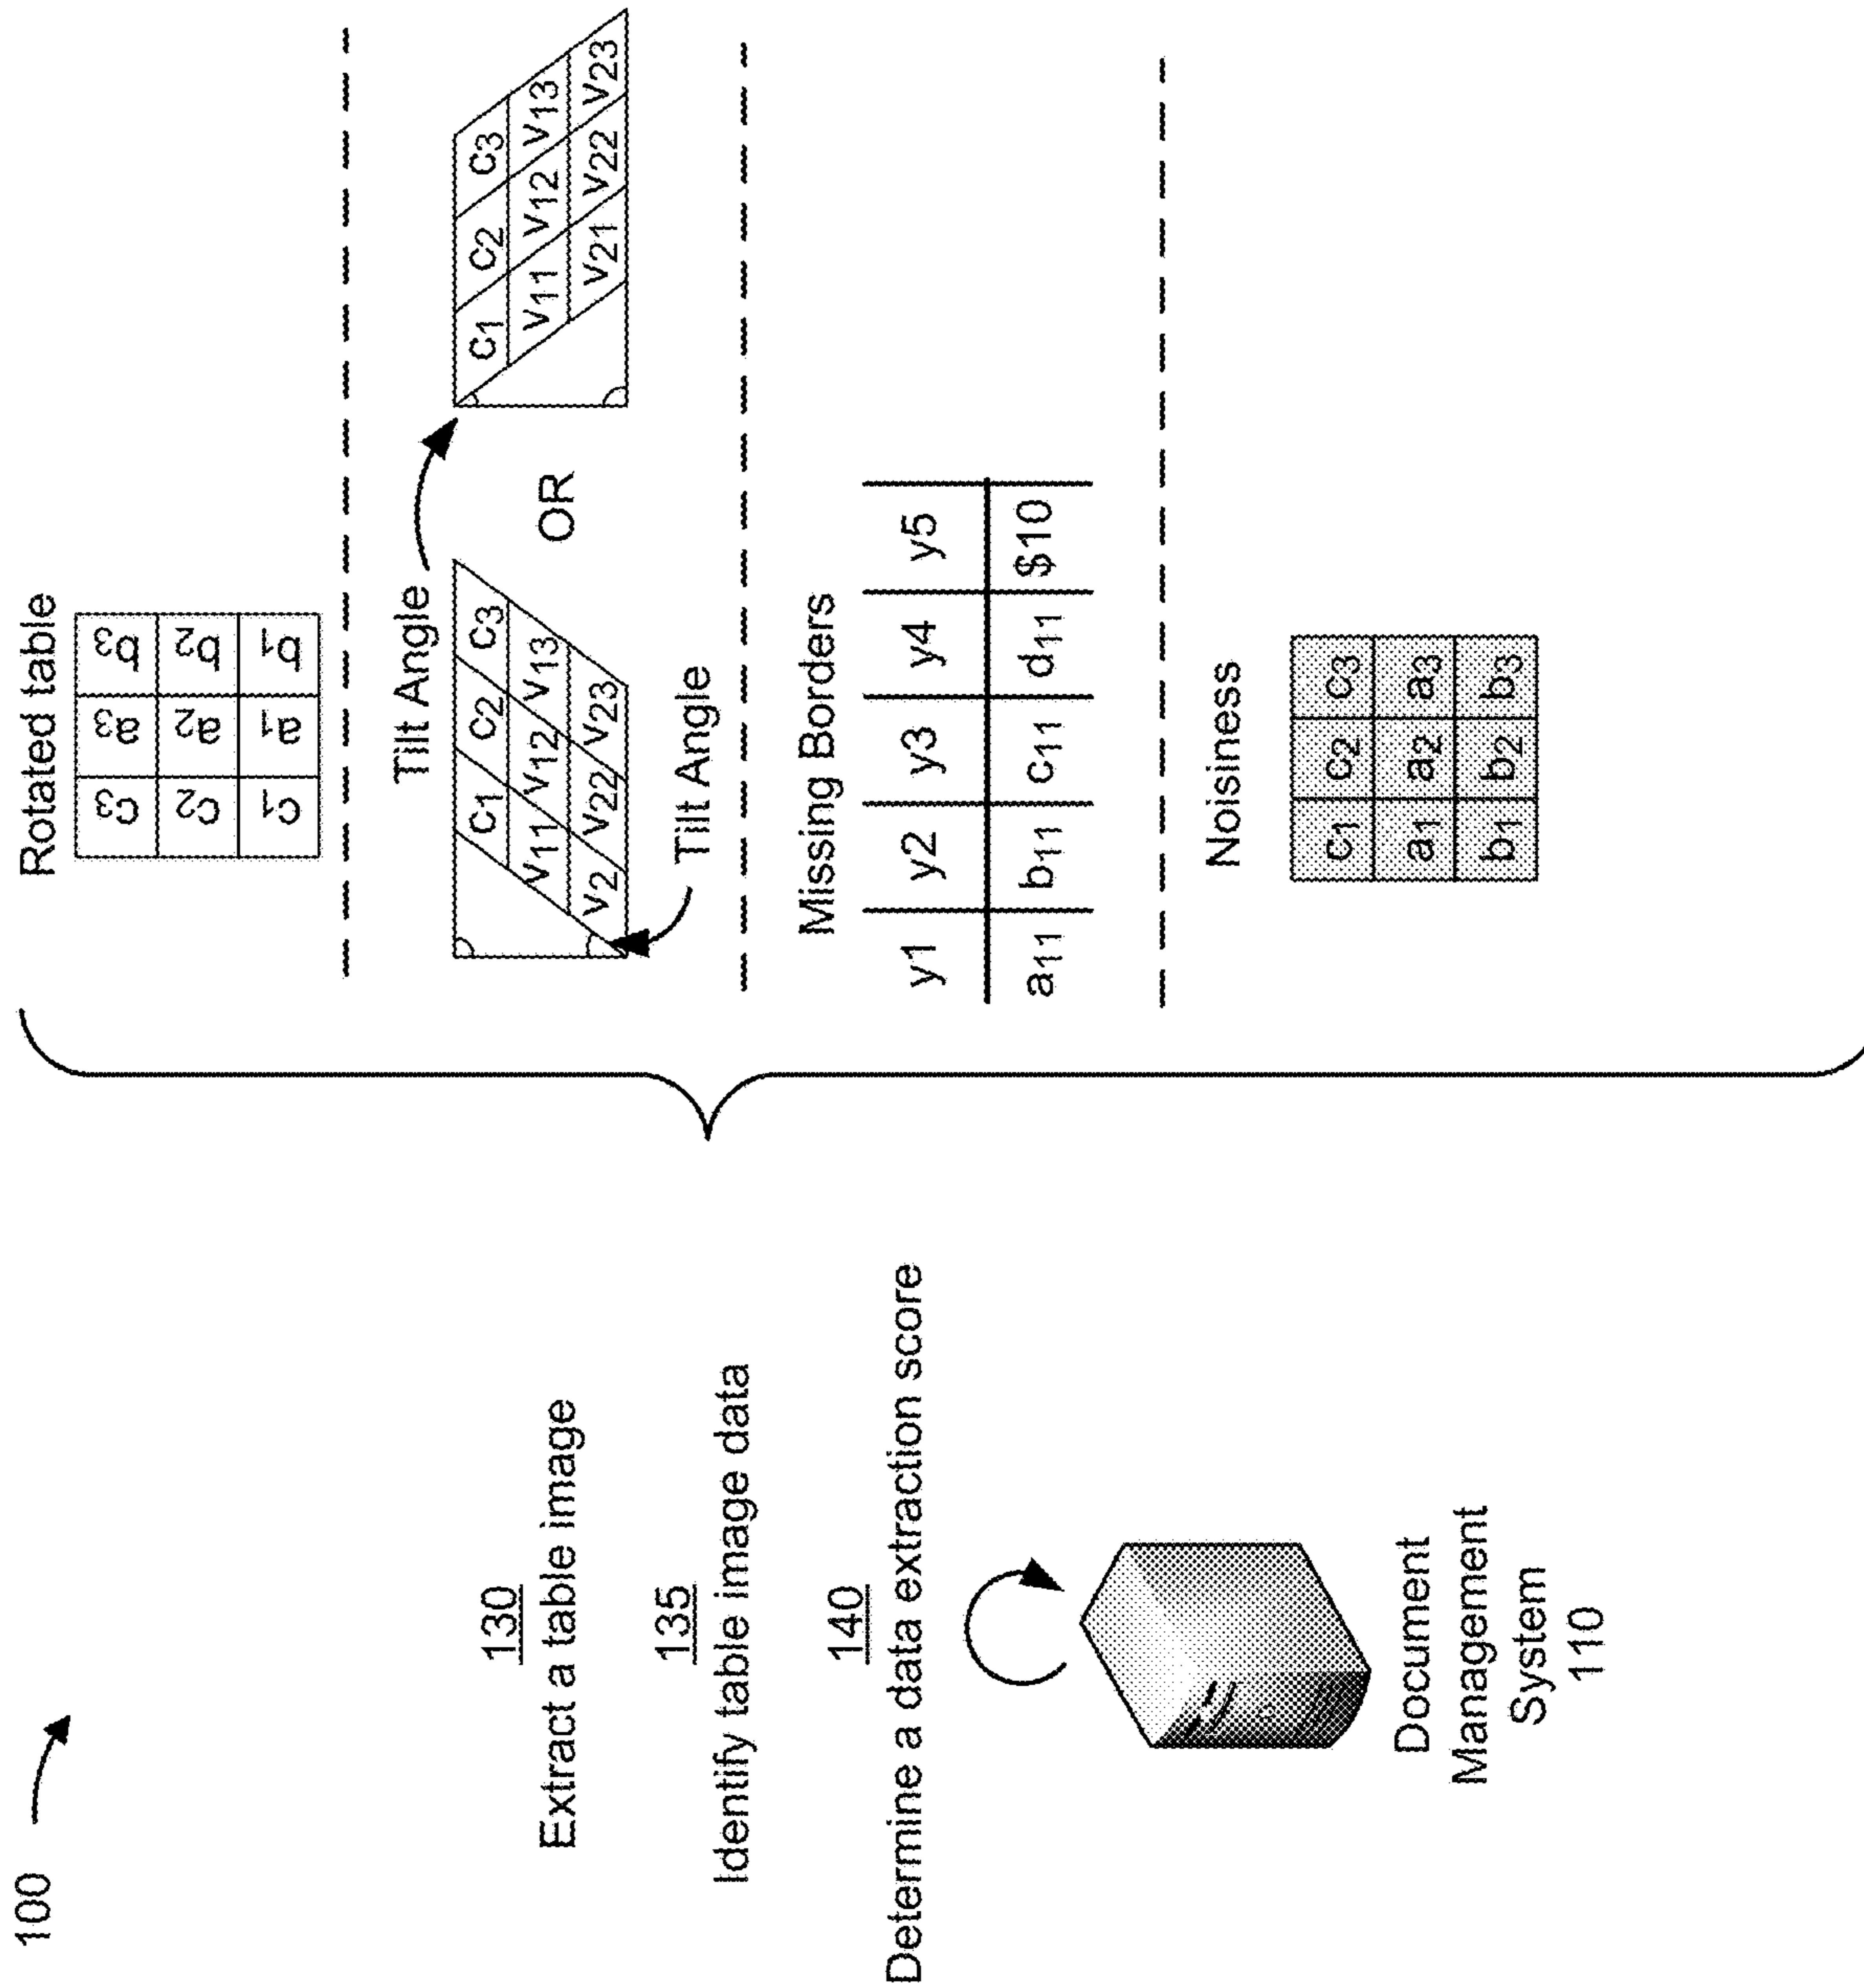 100
130
Extract a table image
135
Identify table image data
140
Determine a data extraction score
Document
Management
System
110
Rotated table
c3 a3 b3
c2 a2 b2
c1 a1 b1
Tilt Angle
c1 c2 c3
v11 v12 v13
v2 v22 v23
Tilt Angle
OR
c1 c2 c3
v11 v12 v13
v21 v22 v23
Missing Borders
y1 y2 y3 y4 y5
a11 b11 c11 d11 $10
Noisiness
c1 c2 c3
a1 a2 a3
b1 b2 b3